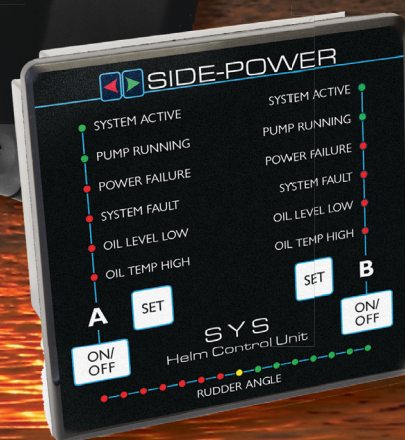 SIDE-POWER
SYSTEM ACTIVE
PUMP RUNNING
POWER FAILURE
SYSTEM FAULT
OIL LEVEL LOW
OIL TEMP HIGH
A
SET
ON/
OFF
SYSTEM ACTIVE
PUMP RUNNING
POWER FAILURE
SYSTEM FAULT
OIL LEVEL LOW
OIL TEMP HIGH
B
SET
ON/
OFF
SYS
Helm Control Unit
RUDDER ANGLE